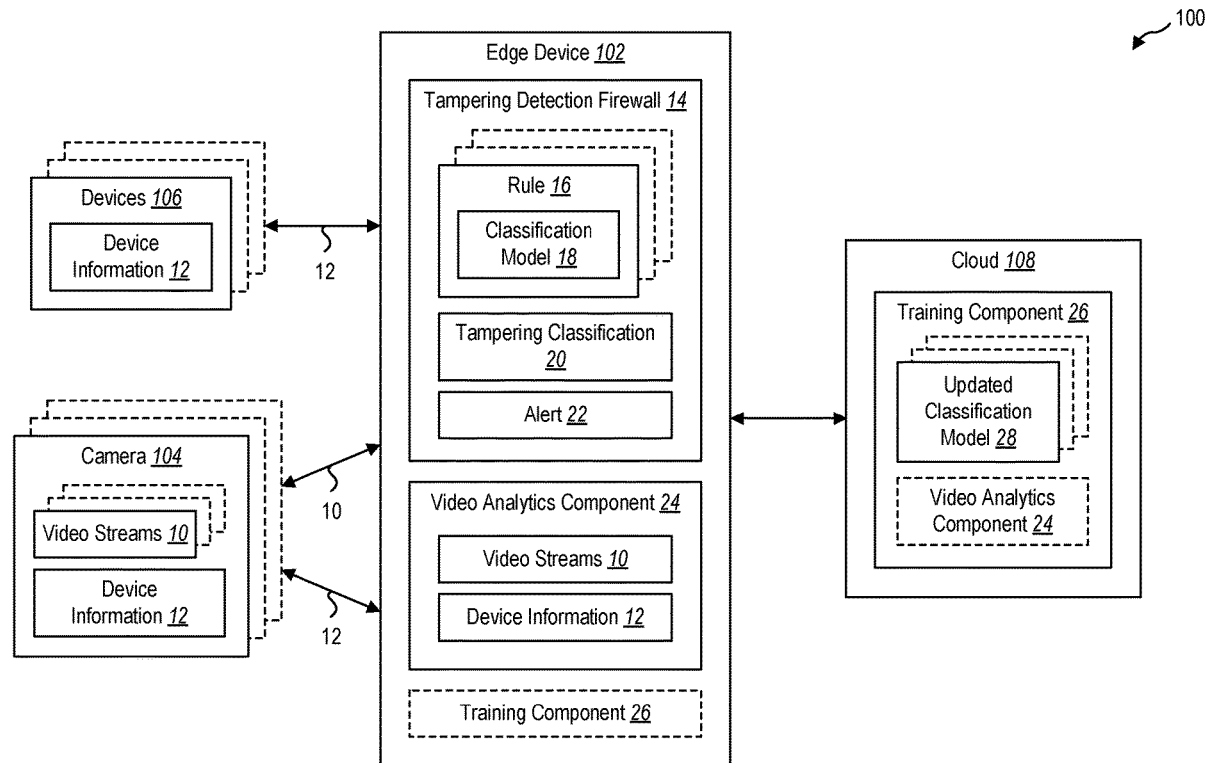 100
Edge Device 102
Tampering Detection Firewall 14
Rule 16
Classification
Model 18
Tampering Classification
20
Alert 22
Video Analytics Component 24
Video Streams 10
Device Information 12
Training Component 26
Devices 106
Device
Information 12
12
Camera 104
Video Streams 10
Device
Information 12
10
12
Cloud 108
Training Component 26
Updated
Classification
Model 28
Video Analytics
Component 24